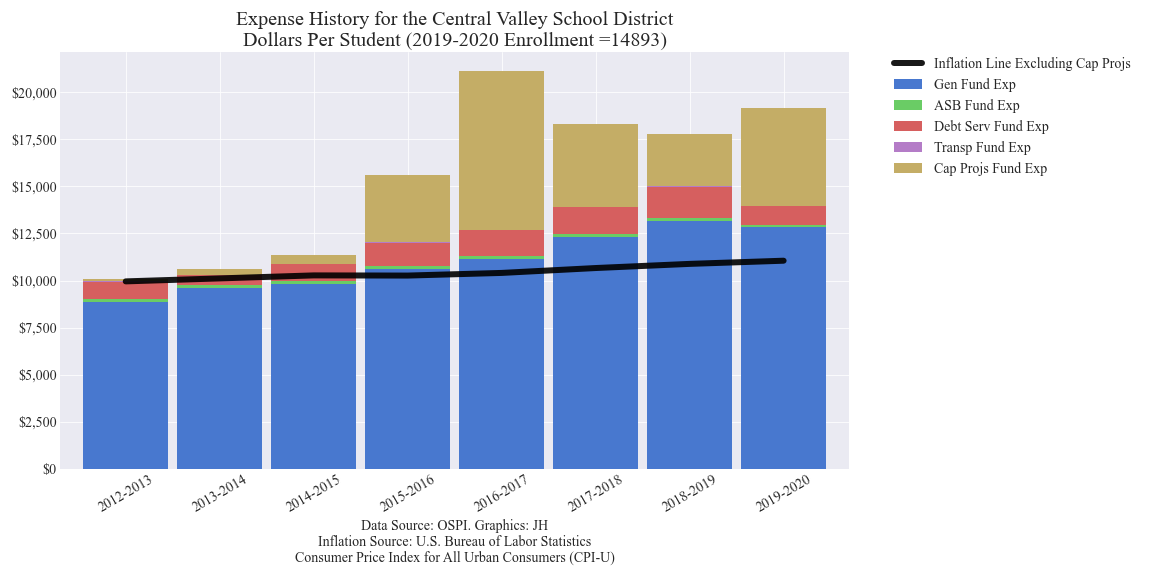 Expense History for the Central Valley School District
Dollars Per Student (2019-2020 Enrollment =14893)
Inflation Line Excluding Cap Projs
Gen Fund Exp
ASB Fund Exp
Debt Serv Fund Exp
Transp Fund Exp
Cap Projs Fund Exp
$20,000
$17,500
$15,000
$12,500
$10,000
$7,500
$5,000
$2,500
$0
2012-2013
2013-2014
2014-2015
2015-2016
2016-2017
2017-2018
2018-2019
2019-2020
Data Source: OSPI. Graphics: JH
Inflation Source: U.S. Bureau of Labor Statistics
Consumer Price Index for All Urban Consumers (CPI-U)